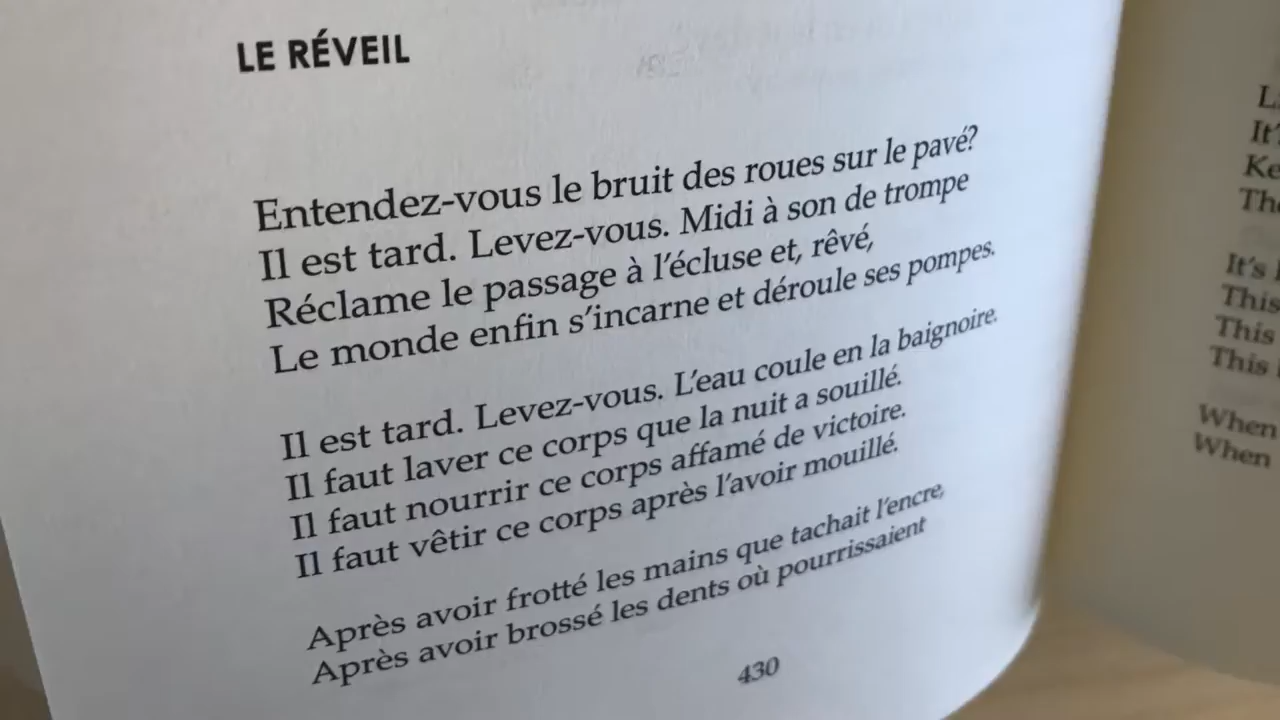 LE RÉVEIL
Entendez-vous le bruit des roues sur le pavé?
Il est tard. Levez-vous. Midi à son de trompe
Réclame le passage à l'écluse et, rêvé,
Le monde enfin s'incarne et déroule ses pompes.
Il est tard. Levez-vous. L'eau coule en la baignoire.
Il faut laver ce corps que la nuit a souillé.
Il faut nourrir ce corps affamé de victoire.
Il faut vêtir ce corps après l'avoir mouillé.
Après avoir frotté les mains que tachait l'encre,
Après avoir brossé les dents où pourrissaient
430
It's
This
This
This
When
When